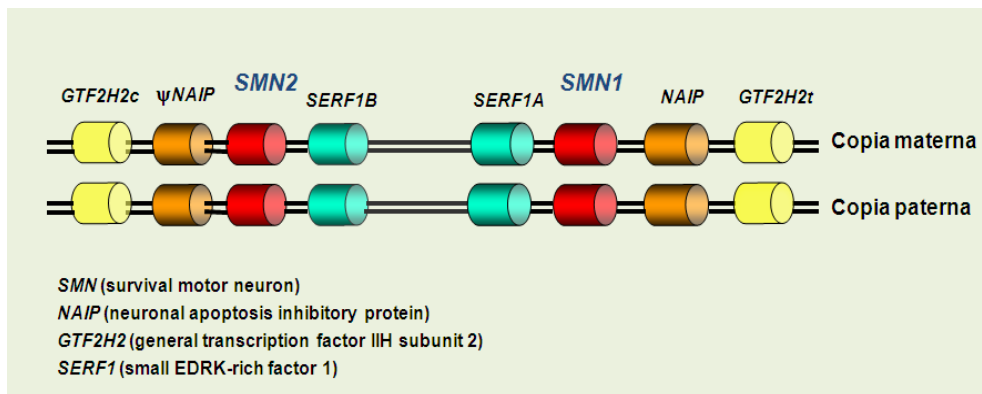 GTF2H2c ψNAIP SMN2 SERF1B SERF1A SMN1 NAIP GTF2H2t
Copia materna
Copia paterna
SMN (survival motor neuron)
NAIP (neuronal apoptosis inhibitory protein)
GTF2H2 (general transcription factor IIH subunit 2)
SERF1 (small EDRK-rich factor 1)